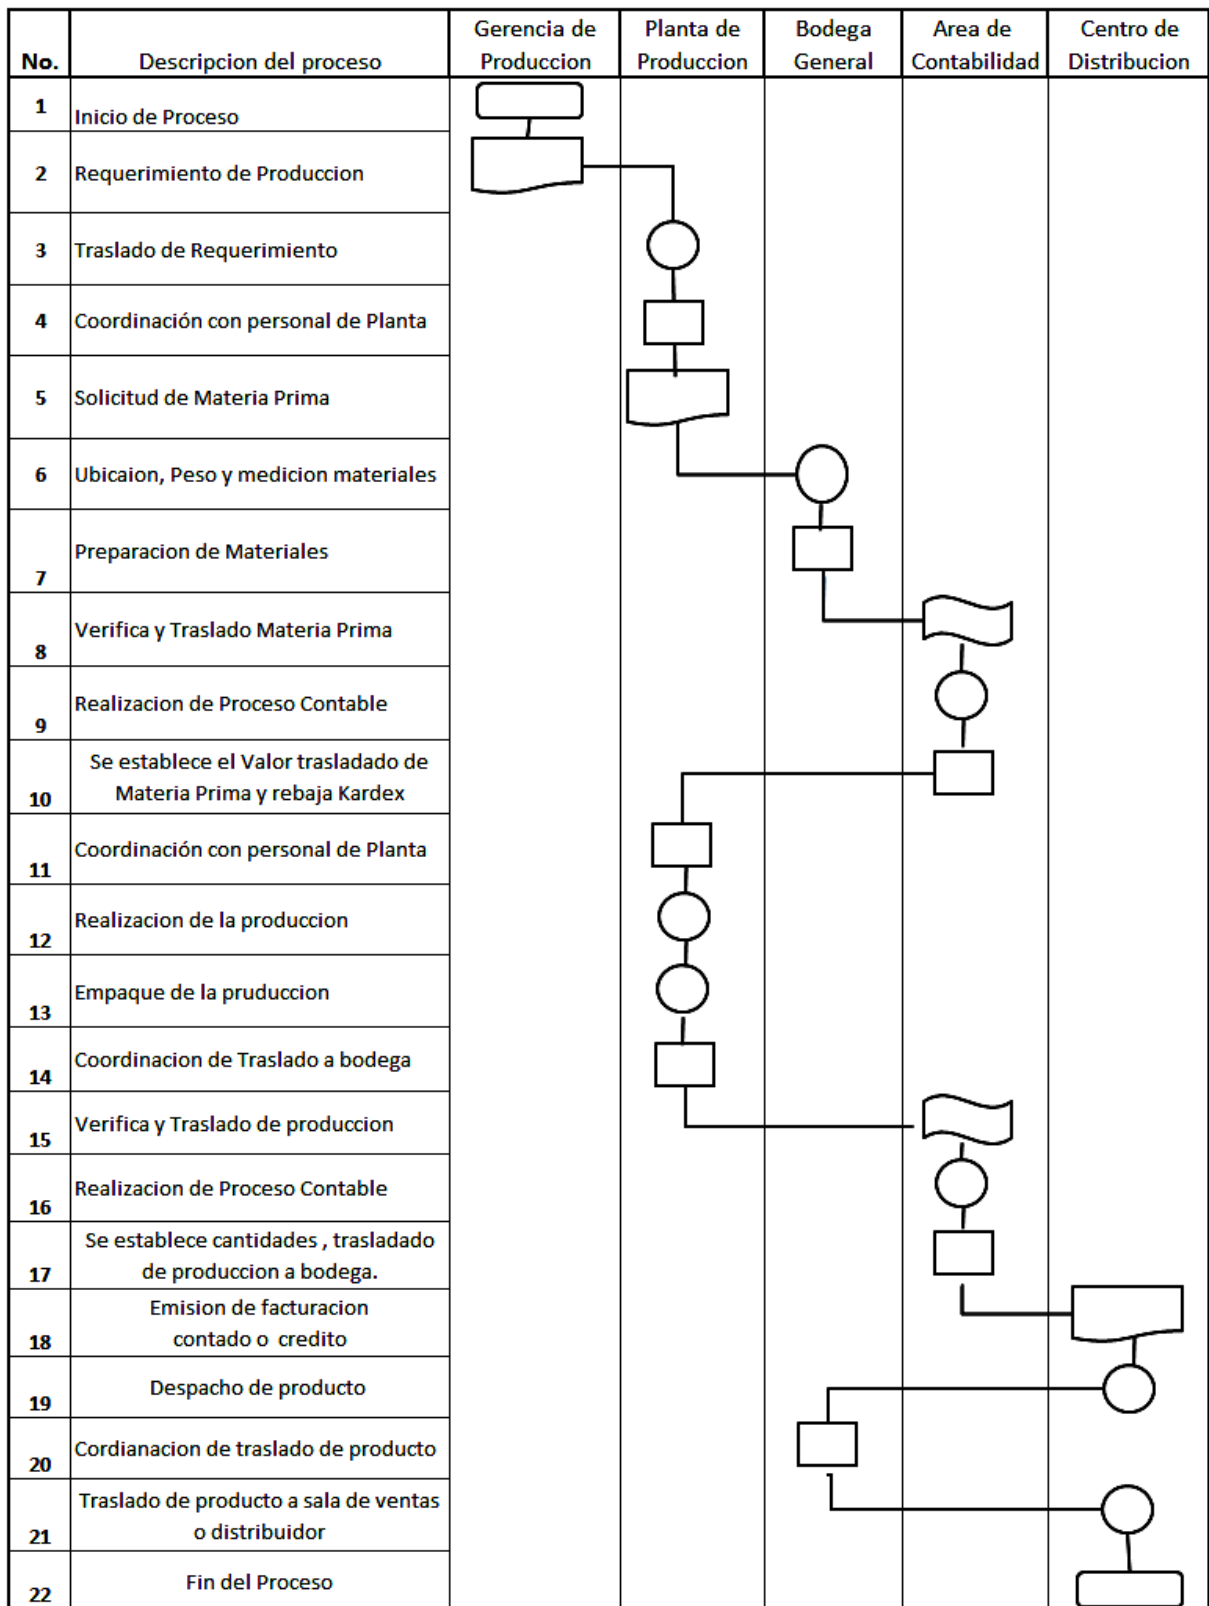 No.
Descripcion del proceso
Gerencia de
Produccion
Planta de
Produccion
Bodega
General
Area de
Contabilidad
Centro de
Distribucion
1
Inicio de Proceso
2
Requerimiento de Produccion
3
Traslado de Requerimiento
4
Coordinación con personal de Planta
5
Solicitud de Materia Prima
6
Ubicaion, Peso y medicion materiales
7
Preparacion de Materiales
8
Verifica y Traslado Materia Prima
9
Realizacion de Proceso Contable
10
Se establece el Valor trasladado de
Materia Prima y rebaja Kardex
11
Coordinación con personal de Planta
12
Realizacion de la produccion
13
Empaque de la pruduccion
14
Coordinacion de Traslado a bodega
15
Verifica y Traslado de produccion
16
Realizacion de Proceso Contable
17
Se establece cantidades , trasladado
de produccion a bodega.
18
Emision de facturacion
contado o credito
19
Despacho de producto
20
Cordianacion de traslado de producto
21
Traslado de producto a sala de ventas
o distribuidor
22
Fin del Proceso